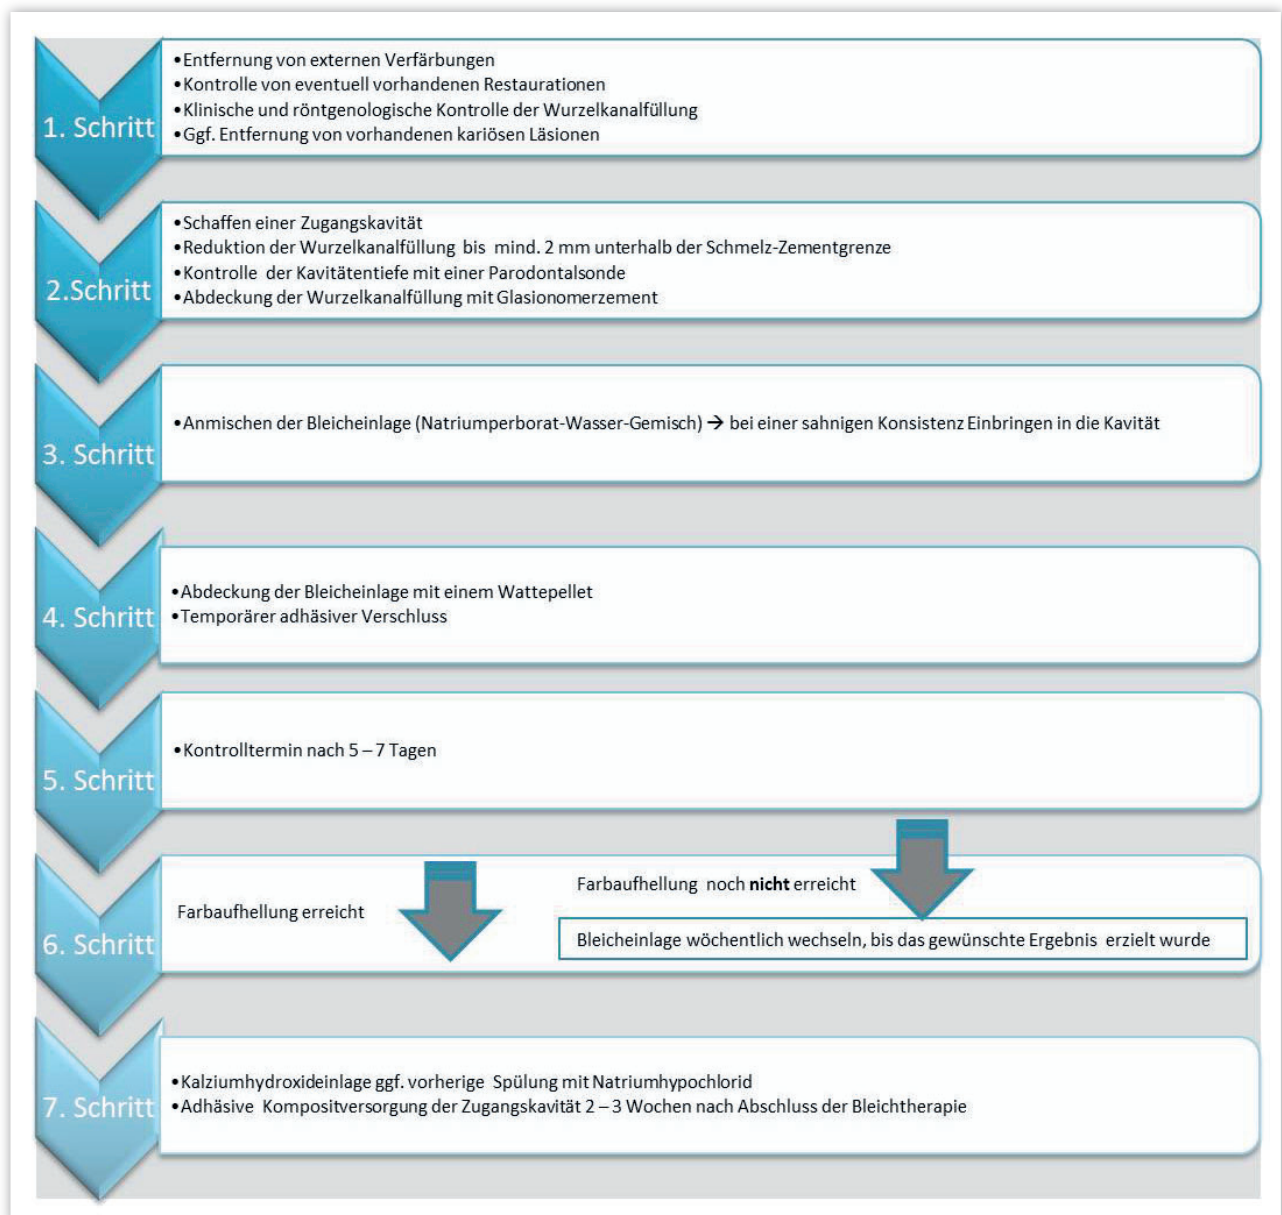 1. Schritt
•Entfernung von externen Verfärbungen
•Kontrolle von eventuell vorhandenen Restaurationen
•Klinische und röntgenologische Kontrolle der Wurzelkanalfüllung
•Ggf. Entfernung von vorhandenen kariösen Läsionen
2.Schritt
•Schaffen einer Zugangskavität
•Reduktion der Wurzelkanalfüllung bis mind. 2 mm unterhalb der Schmelz-Zementgrenze
•Kontrolle der Kavitätentiefe mit einer Parodontalsonde
•Abdeckung der Wurzelkanalfüllung mit Glasionomerzement
3. Schritt
•Anmischen der Bleicheinlage (Natriumperborat-Wasser-Gemisch) → bei einer sahnigen Konsistenz Einbringen in die Kavität
4. Schritt
•Abdeckung der Bleicheinlage mit einem Wattepellet
•Temporärer adhäsiver Verschluss
5. Schritt
•Kontrolltermin nach 5 – 7 Tagen
6. Schritt
Farbaufhellung erreicht
Farbaufhellung noch nicht erreicht
Bleicheinlage wöchentlich wechseln, bis das gewünschte Ergebnis erzielt wurde
7. Schritt
•Kalziumhydroxideinlage ggf. vorherige Spülung mit Natriumhypochlorid
•Adhäsive Kompositversorgung der Zugangskavität 2 – 3 Wochen nach Abschluss der Bleichtherapie